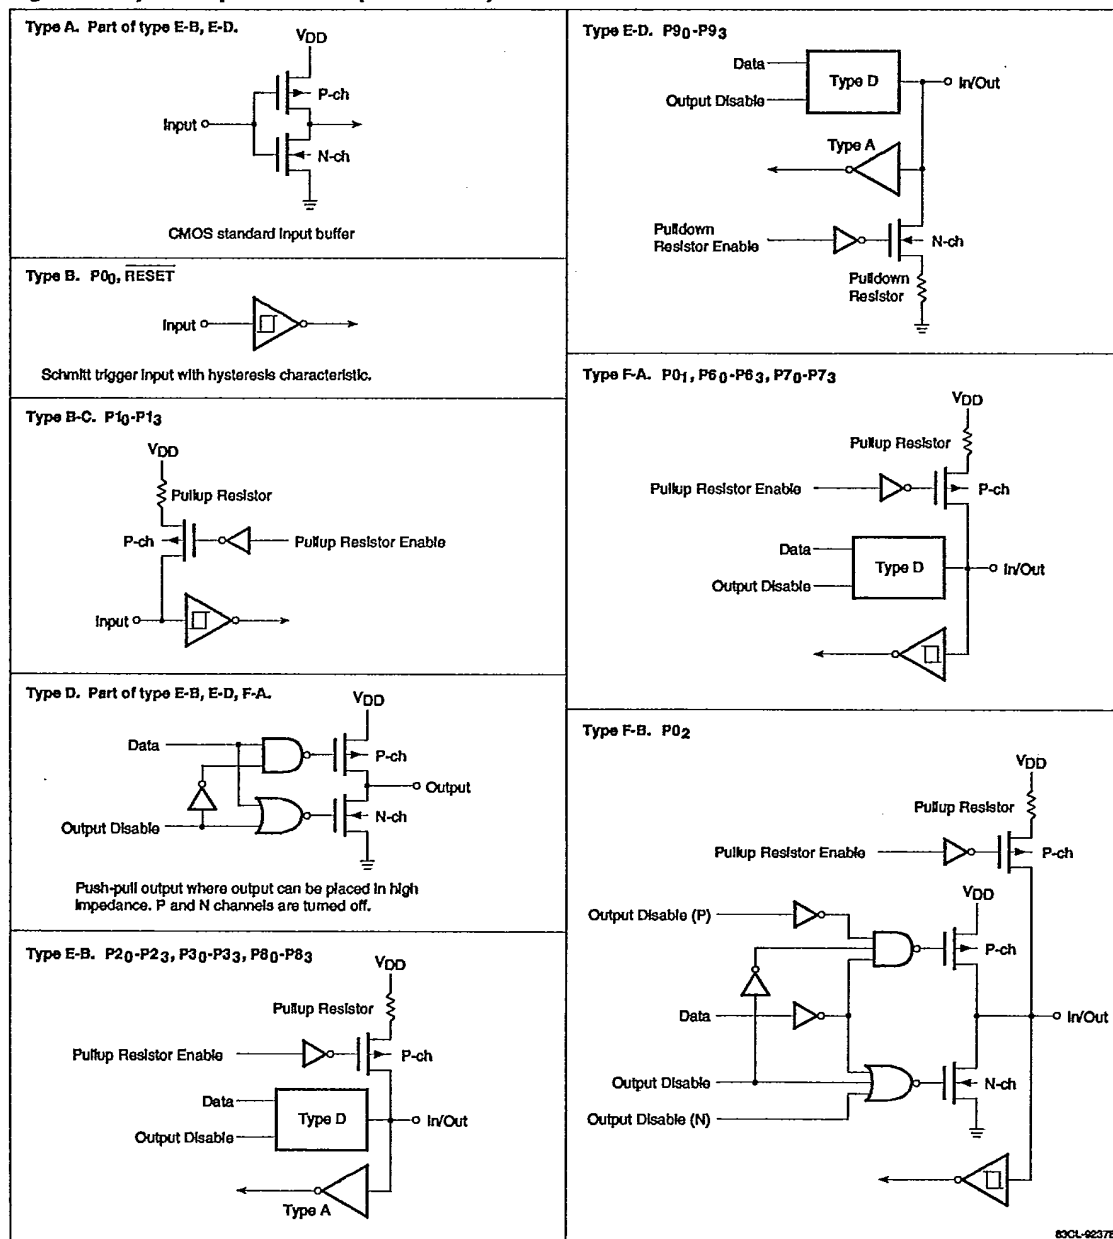 Type A. Part of type E-B, E-D.
VDD
P-ch
Input
N-ch
CMOS standard input buffer
Type B. P00, RESET
Input
Schmitt trigger input with hysteresis characteristic.
Type B-C. P10-P13
VDD
Pullup Resistor
P-ch
Pullup Resistor Enable
Input
Type D. Part of type E-B, E-D, F-A.
VDD
Data
P-ch
Output
N-ch
Output Disable
Push-pull output where output can be placed in high
impedance. P and N channels are turned off.
Type E-B. P20-P23, P30-P33, P80-P83
VDD
Pullup Resistor
Pullup Resistor Enable
P-ch
Data
Type D
In/Out
Output Disable
Type A
Type E-D. P90-P93
Data
Type D
In/Out
Output Disable
Type A
Pulldown
Resistor Enable
N-ch
Pulldown
Resistor
Type F-A. P01, P60-P63, P70-P73
VDD
Pullup Resistor
Pullup Resistor Enable
P-ch
Data
Type D
In/Out
Output Disable
Type F-B. P02
VDD
Pullup Resistor
Pullup Resistor Enable
P-ch
VDD
Output Disable (P)
P-ch
Data
In/Out
Output Disable
N-ch
Output Disable (N)